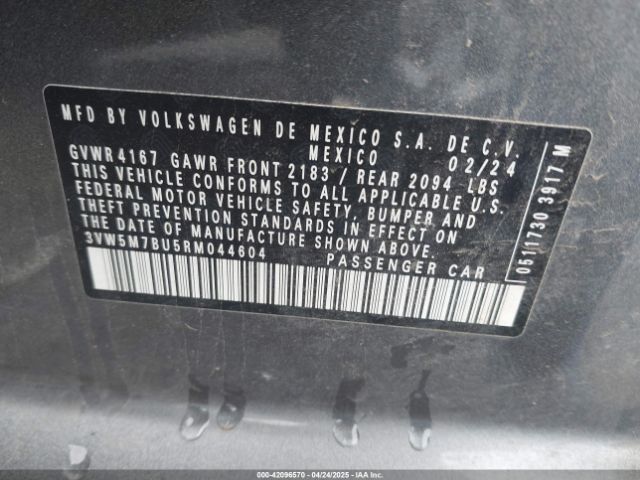 MFD BY VOLKSWAGEN DE MEXICO S.A. DE C.V.
MEXICO 02/24
GVWR 4167 GAWR FRONT 2183 / REAR 2094 LBS
THIS VEHICLE CONFORMS TO ALL APPLICABLE U.S.
FEDERAL MOTOR VEHICLE SAFETY, BUMPER AND
THEFT PREVENTION STANDARDS IN EFFECT ON
THE DATE OF MANUFACTURE SHOWN ABOVE.
3VW5M7BU5RM044604 PASSENGER CAR
0511730 3917 M
000-42096570 - 04/24/2025 - IAAI.COM